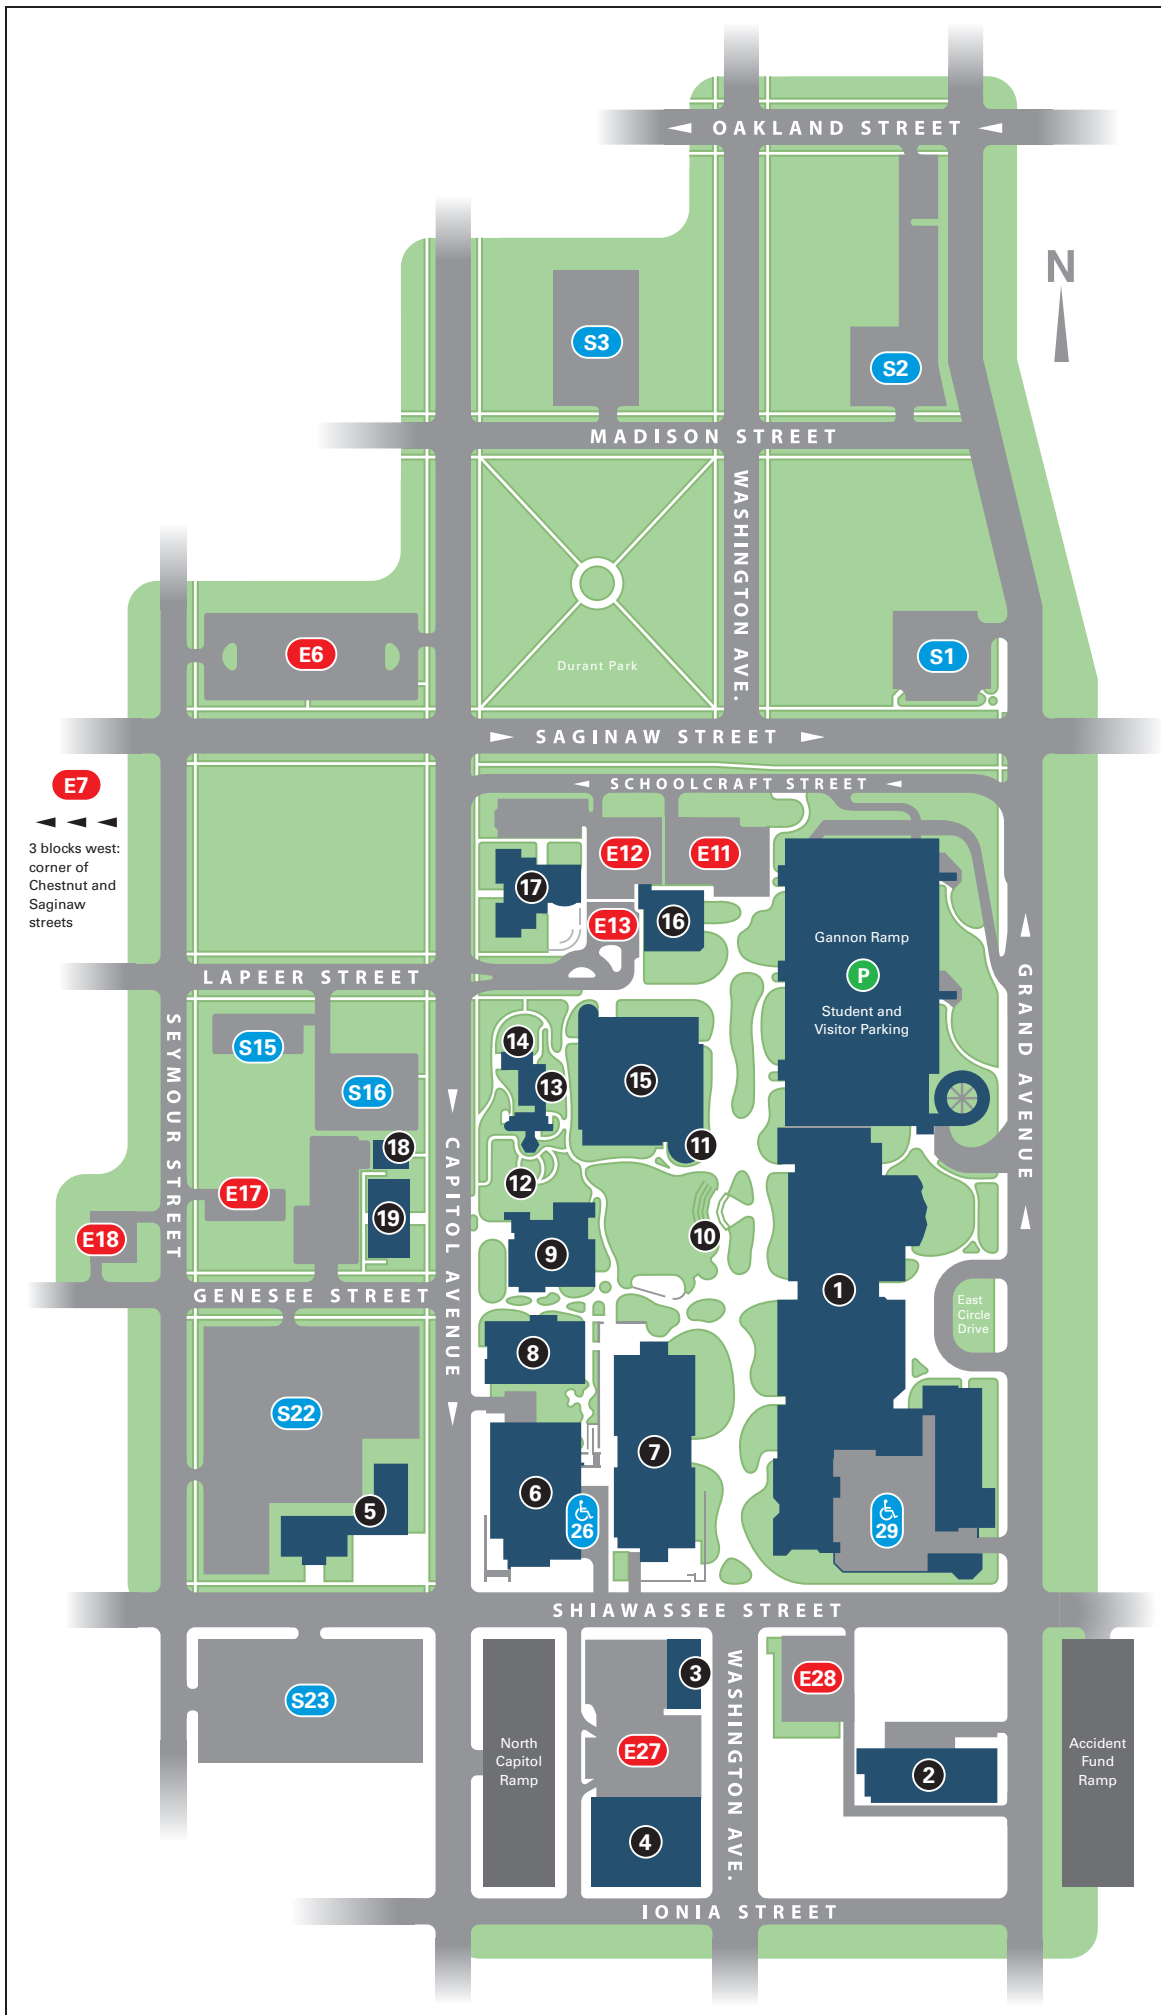 OAKLAND STREET
N
S3
S2
MADISON STREET
WASHINGTON AVE.
Durant Park
E6
S1
SAGINAW STREET
E7
3 blocks west:
corner of
Chestnut and
Saginaw
streets
SCHOOLCRAFT STREET
E12
E11
17
E13
16
Gannon Ramp
P
Student and
Visitor Parking
LAPEER STREET
GRAND AVENUE
SEYMOUR STREET
S15
S16
14
13
15
CAPITOL AVENUE
18
11
E17
12
19
E18
10
9
1
GENESEE STREET
East
Circle
Drive
8
S22
7
6
5
26
29
SHIAWASSEE STREET
S23
3
WASHINGTON AVE.
E28
North
Capitol
Ramp
E27
2
Accident
Fund
Ramp
4
IONIA STREET